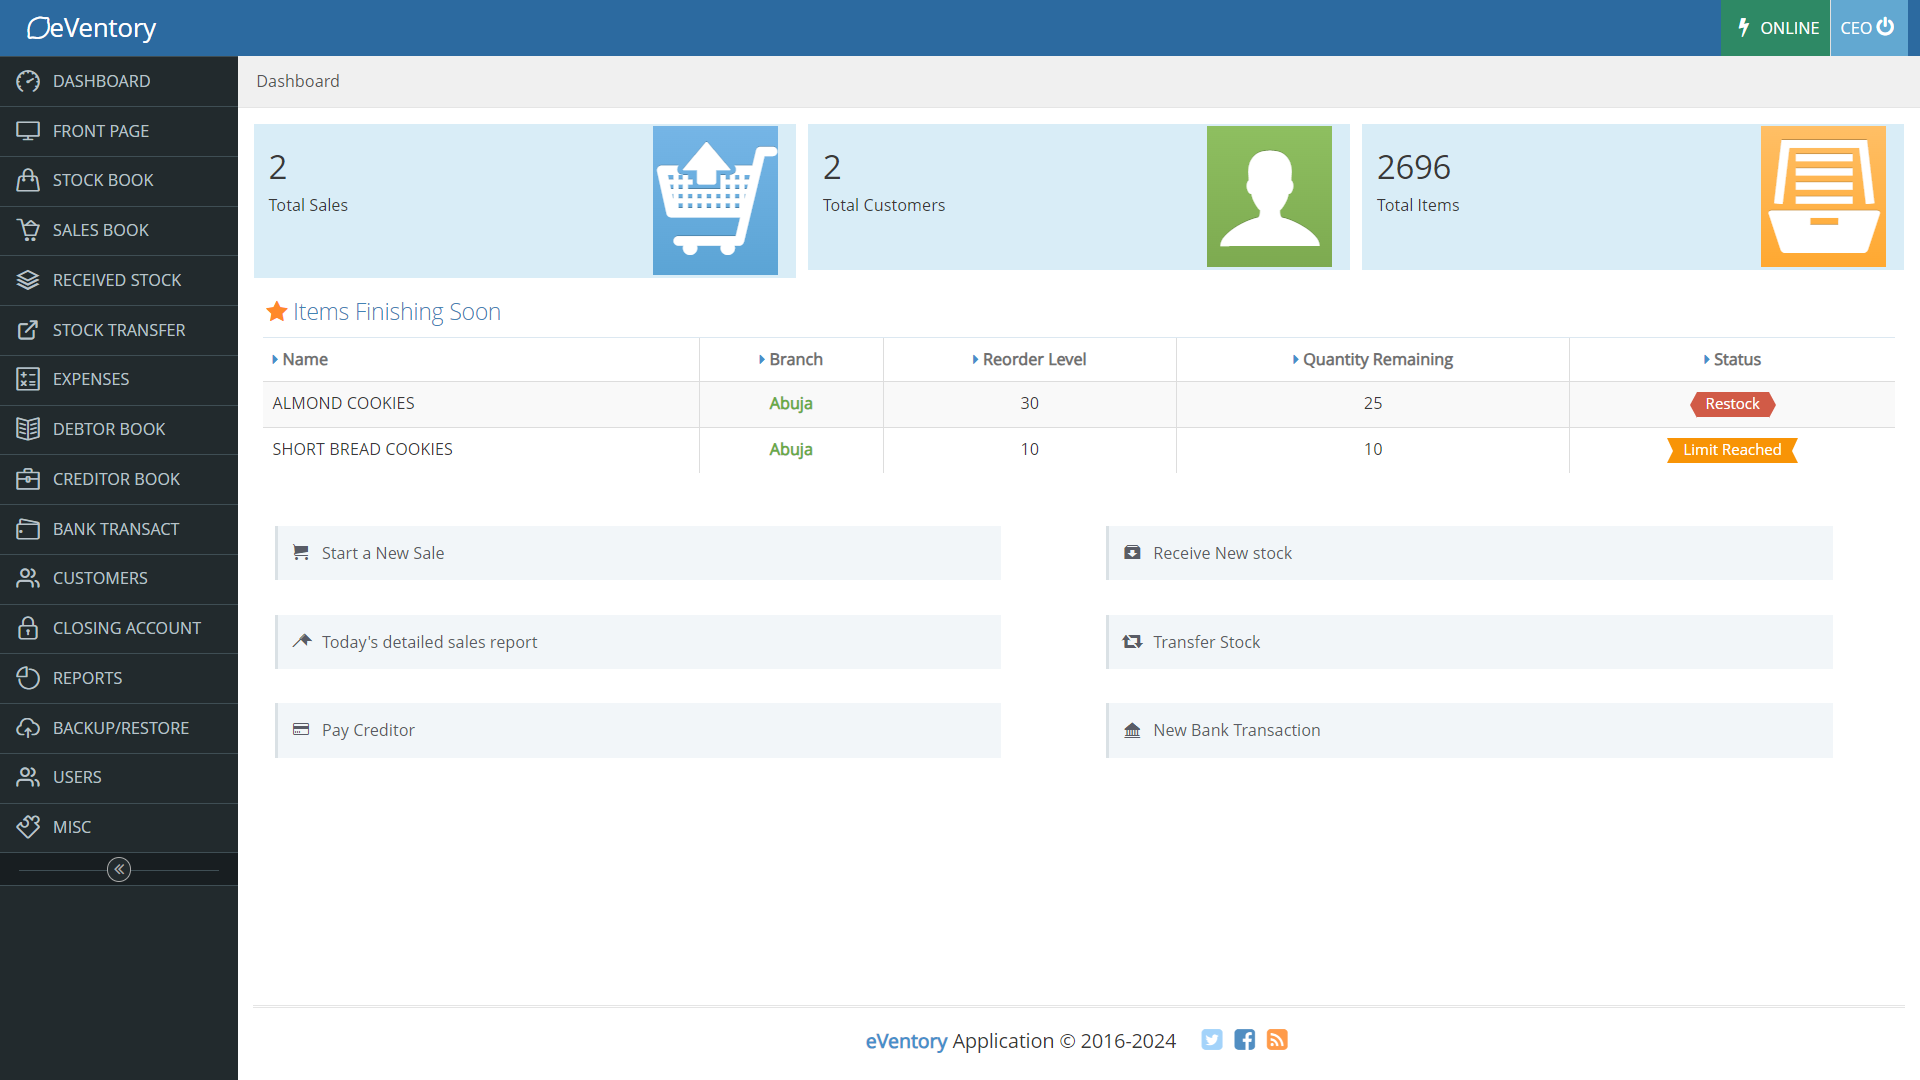 eVentory
ONLINE
CEO
DASHBOARD
FRONT PAGE
STOCK BOOK
SALES BOOK
RECEIVED STOCK
STOCK TRANSFER
EXPENSES
DEBTOR BOOK
CREDITOR BOOK
BANK TRANSACT
CUSTOMERS
CLOSING ACCOUNT
REPORTS
BACKUP/RESTORE
USERS
MISC
Dashboard
2
Total Sales
2
Total Customers
2696
Total Items
Items Finishing Soon
Name Branch Reorder Level Quantity Remaining Status
ALMOND COOKIES Abuja 30 25 Restock
SHORT BREAD COOKIES Abuja 10 10 Limit Reached
Start a New Sale
Receive New stock
Today's detailed sales report
Transfer Stock
Pay Creditor
New Bank Transaction
eVentory Application © 2016-2024